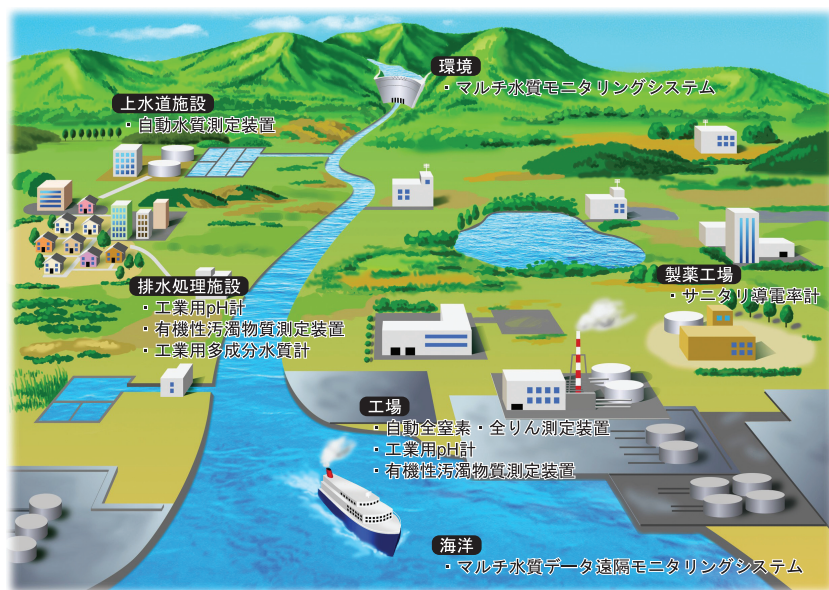 環境
・マルチ水質モニタリングシステム
上水道施設
・自動水質測定装置
製薬工場
・サニタリ導電率計
排水処理施設
・工業用pH計
・有機性汚濁物質測定装置
・工業用多成分水質計
工場
・自動全窒素・全りん測定装置
・工業用pH計
・有機性汚濁物質測定装置
海洋
・マルチ水質データ遠隔モニタリングシステム